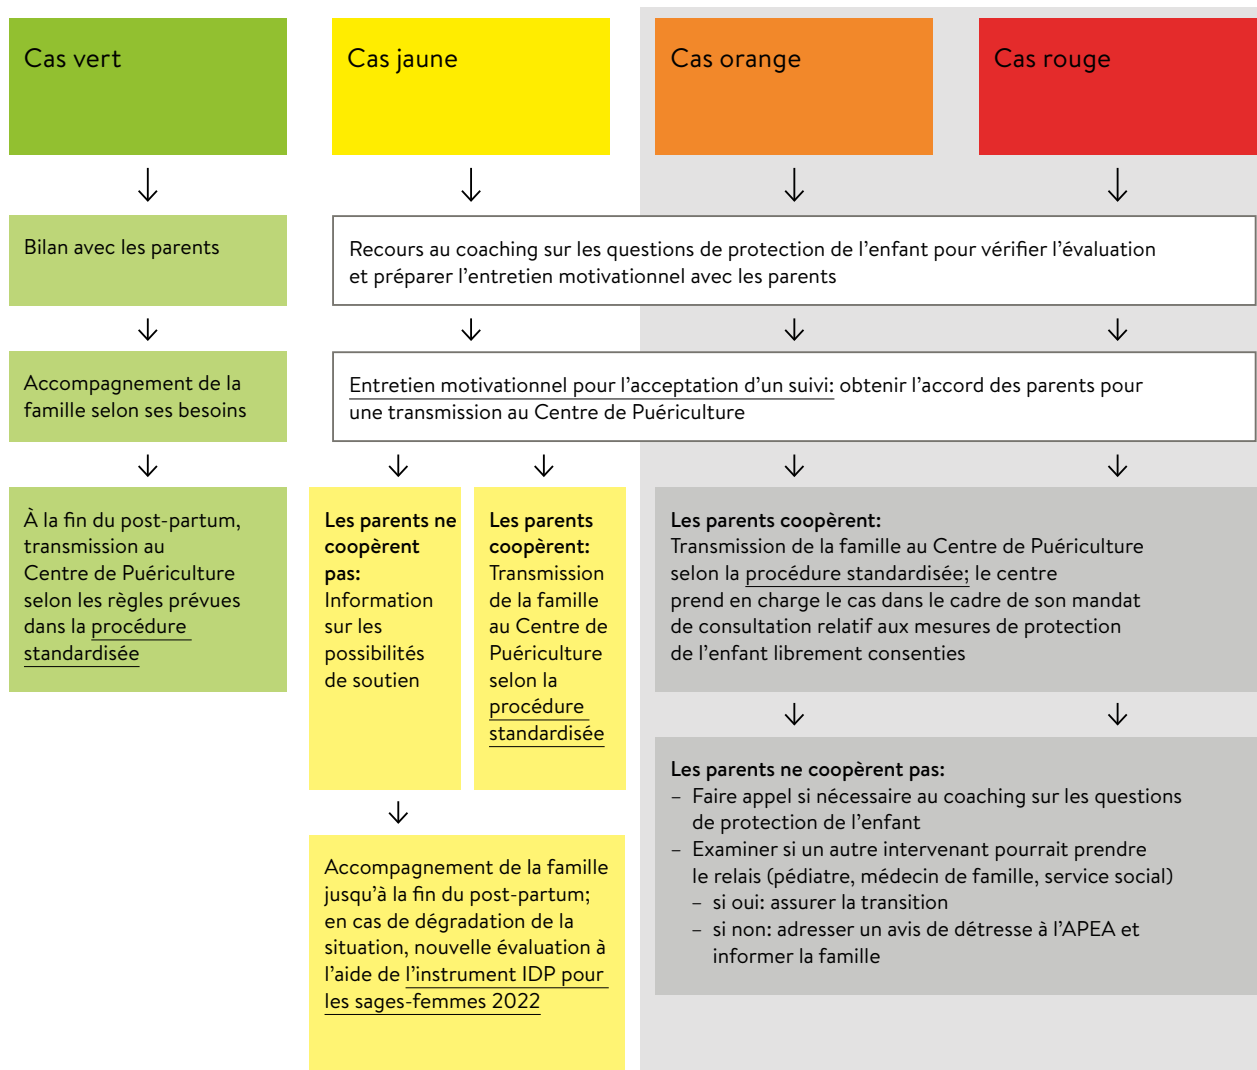 Cas vert
Cas jaune
Cas orange
Cas rouge
Bilan avec les parents
Recours au coaching sur les questions de protection de l’enfant pour vérifier l’évaluation
et préparer l’entretien motivationnel avec les parents
Accompagnement de la
famille selon ses besoins
Entretien motivationnel pour l’acceptation d’un suivi: obtenir l’accord des parents pour
une transmission au Centre de Puériculture
À la fin du post-partum,
transmission au
Centre de Puériculture
selon les règles prévues
dans la procédure
standardisée
Les parents ne
coopèrent
pas:
Information
sur les
possibilités
de soutien
Les parents
coopèrent:
Transmission
de la famille
au Centre de
Puériculture
selon la
procédure
standardisée
Les parents coopèrent:
Transmission de la famille au Centre de Puériculture
selon la procédure standardisée; le centre
prend en charge le cas dans le cadre de son mandat
de consultation relatif aux mesures de protection
de l’enfant librement consenties
Accompagnement de la famille
jusqu’à la fin du post-partum;
en cas de dégradation de la
situation, nouvelle évaluation à
l’aide de l’instrument IDP pour
les sages-femmes 2022
Les parents ne coopèrent pas:
– Faire appel si nécessaire au coaching sur les questions
de protection de l’enfant
– Examiner si un autre intervenant pourrait prendre
le relais (pédiatre, médecin de famille, service social)
– si oui: assurer la transition
– si non: adresser un avis de détresse à l’APEA et
informer la famille